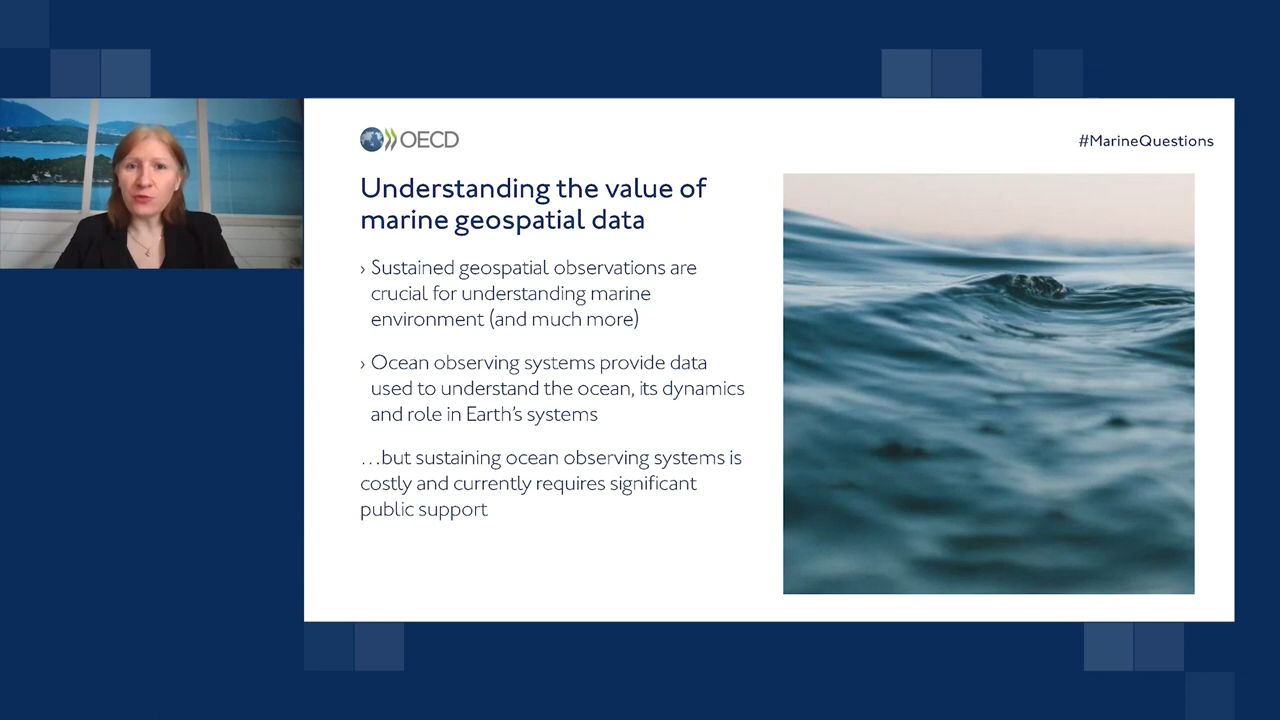 OECD
#MarineQuestions
Understanding the value of
marine geospatial data
› Sustained geospatial observations are
crucial for understanding marine
environment (and much more)
› Ocean observing systems provide data
used to understand the ocean, its dynamics
and role in Earth’s systems
…but sustaining ocean observing systems is
costly and currently requires significant
public support